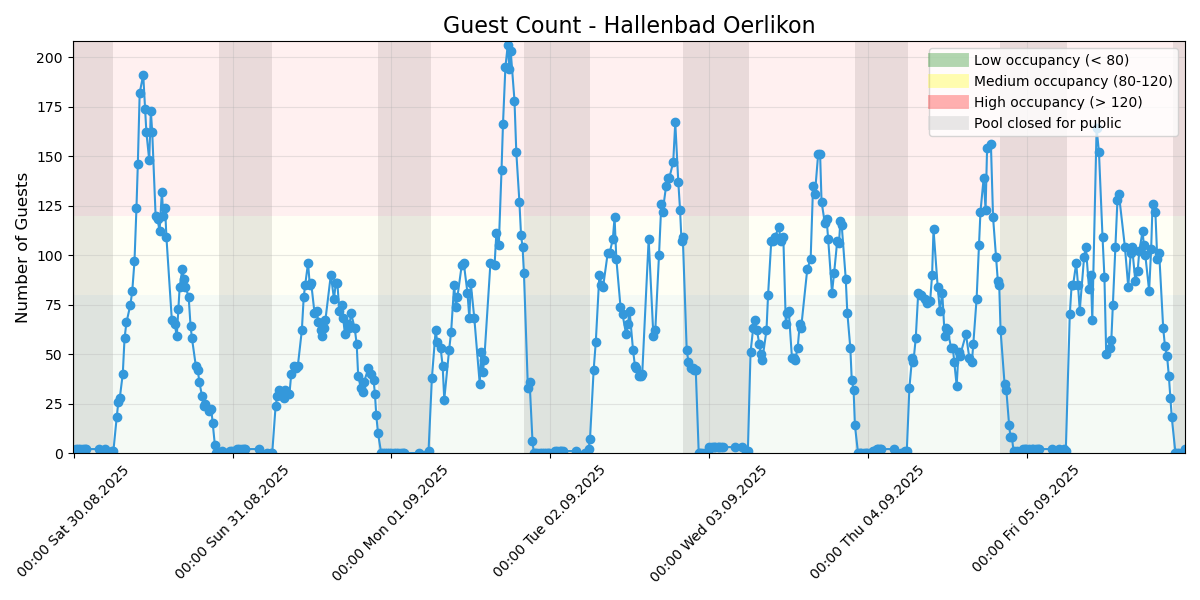 Guest Count - Hallenbad Oerlikon
Number of Guests
200
175
150
125
100
75
50
25
0
Low occupancy (< 80)
Medium occupancy (80-120)
High occupancy (> 120)
Pool closed for public
00:00 Sat 30.08.2025
00:00 Sun 31.08.2025
00:00 Mon 01.09.2025
00:00 Tue 02.09.2025
00:00 Wed 03.09.2025
00:00 Thu 04.09.2025
00:00 Fri 05.09.2025